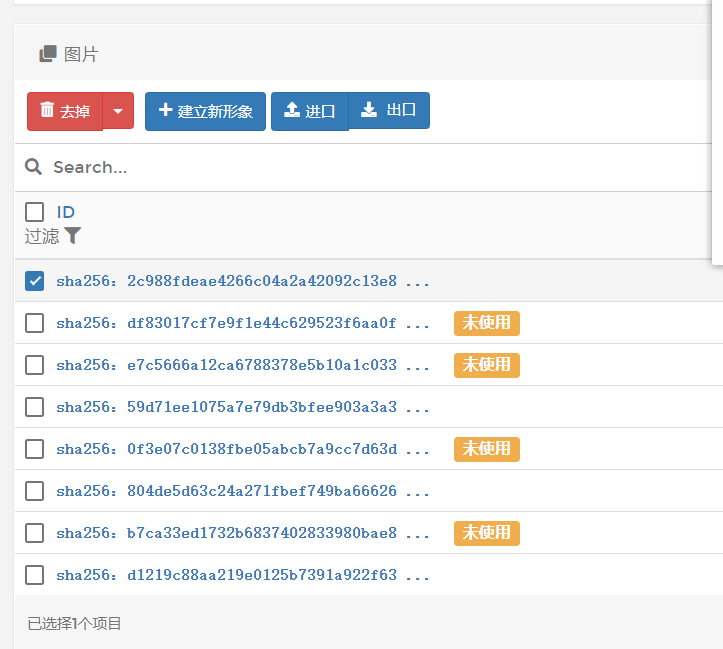 图片
去掉 建立新形象 进口 出口
Search...
ID
过滤
sha256: 2c988fdeae4266c04a2a42092c13e8 ...
sha256: df83017cf7e9f1e44c629523f6aa0f ... 未使用
sha256: e7c5666a12ca6788378e5b10a1c033 ... 未使用
sha256: 59d71ee1075a7e79db3bfee903a3a3 ...
sha256: 0f3e07c0138fbe05abcb7a9cc7d63d ... 未使用
sha256: 804de5d63c24a271fbef749ba66626 ...
sha256: b7ca33ed1732b6837402833980bae8 ... 未使用
sha256: d1219c88aa219e0125b7391a922f63 ...
已选择1个项目